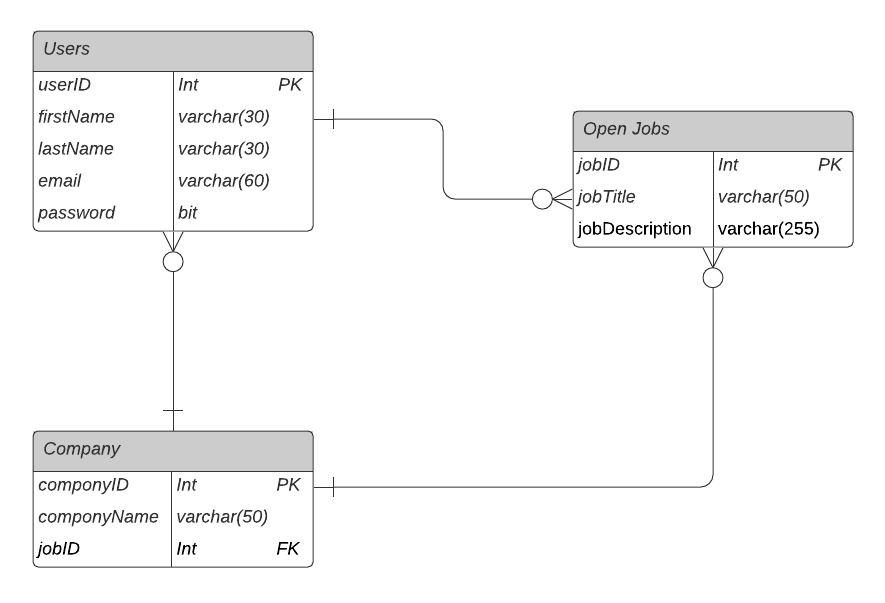 Users
userID Int PK
firstName varchar(30)
lastName varchar(30)
email varchar(60)
password bit
Open Jobs
jobID Int PK
jobTitle varchar(50)
jobDescription varchar(255)
Company
componyID Int PK
componyName varchar(50)
jobID Int FK